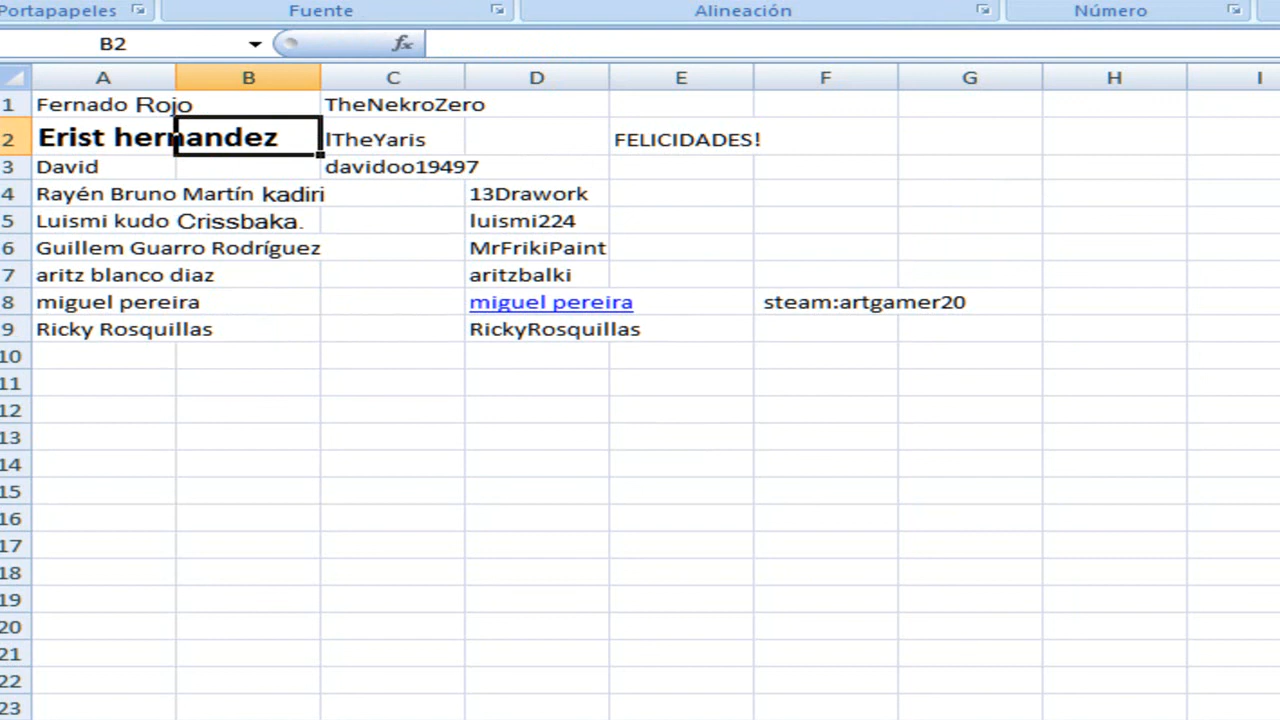 Portapapeles Fuente Alineación Número
B2 fx
A B C D E F G H I
1 Fernado Rojo TheNekroZero
2 Erist hernandez lTheYaris FELICIDADES!
3 David davidoo19497
4 Rayén Bruno Martín kadiri 13Drawork
5 Luismi kudo Crissbaka. luismi224
6 Guillem Guarro Rodríguez MrFrikiPaint
7 aritz blanco diaz aritzbalki
8 miguel pereira miguel pereira steam:artgamer20
9 Ricky Rosquillas RickyRosquillas
10
11
12
13
14
15
16
17
18
19
20
21
22
23